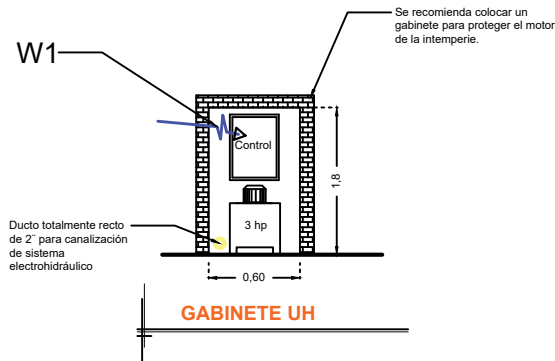 Se recomienda colocar un
gabinete para proteger el motor
de la intemperie.
W1
Control
1,8
3 hp
Ducto totalmente recto
de 2¨ para canalización
de sistema
electrohidráulico
0,60
GABINETE UH